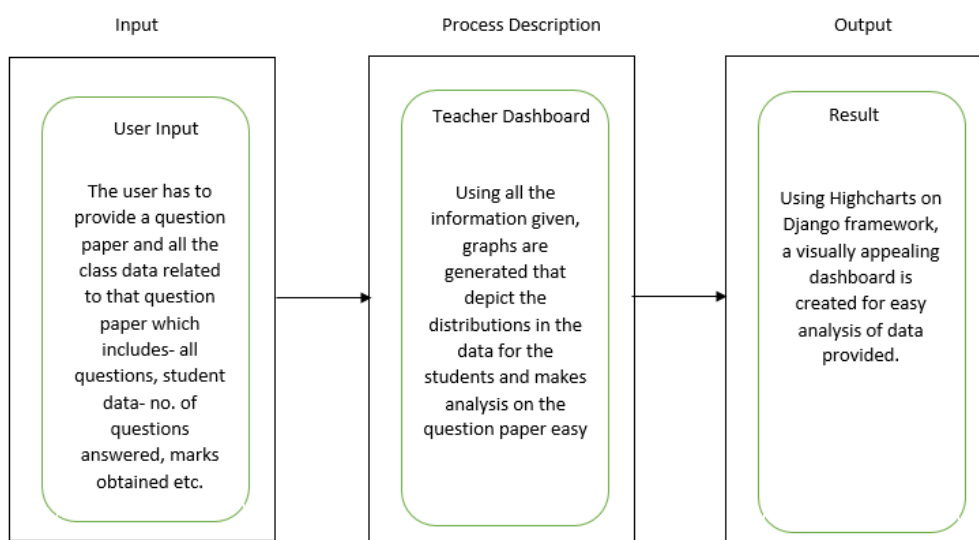 Input
User Input
The user has to
provide a question
paper and all the
class data related
to that question
paper which
includes- all
questions, student
data- no. of
questions
answered, marks
obtained etc.
Process Description
Teacher Dashboard
Using all the
information given,
graphs are
generated that
depict the
distributions in the
data for the
students and makes
analysis on the
question paper easy
Output
Result
Using Highcharts on
Django framework,
a visually appealing
dashboard is
created for easy
analysis of data
provided.